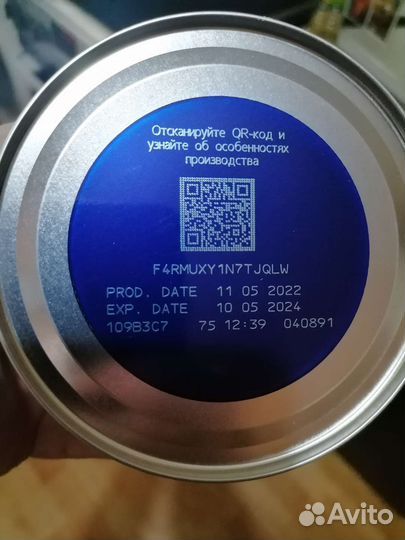 Отсканируйте QR-код и
узнайте об особенностях
производства
F4RMUXY1N7TJQLW
PROD. DATE 11 05 2022
EXP. DATE 10 05 2024
109B3C7 75 12:39 040891
Avito